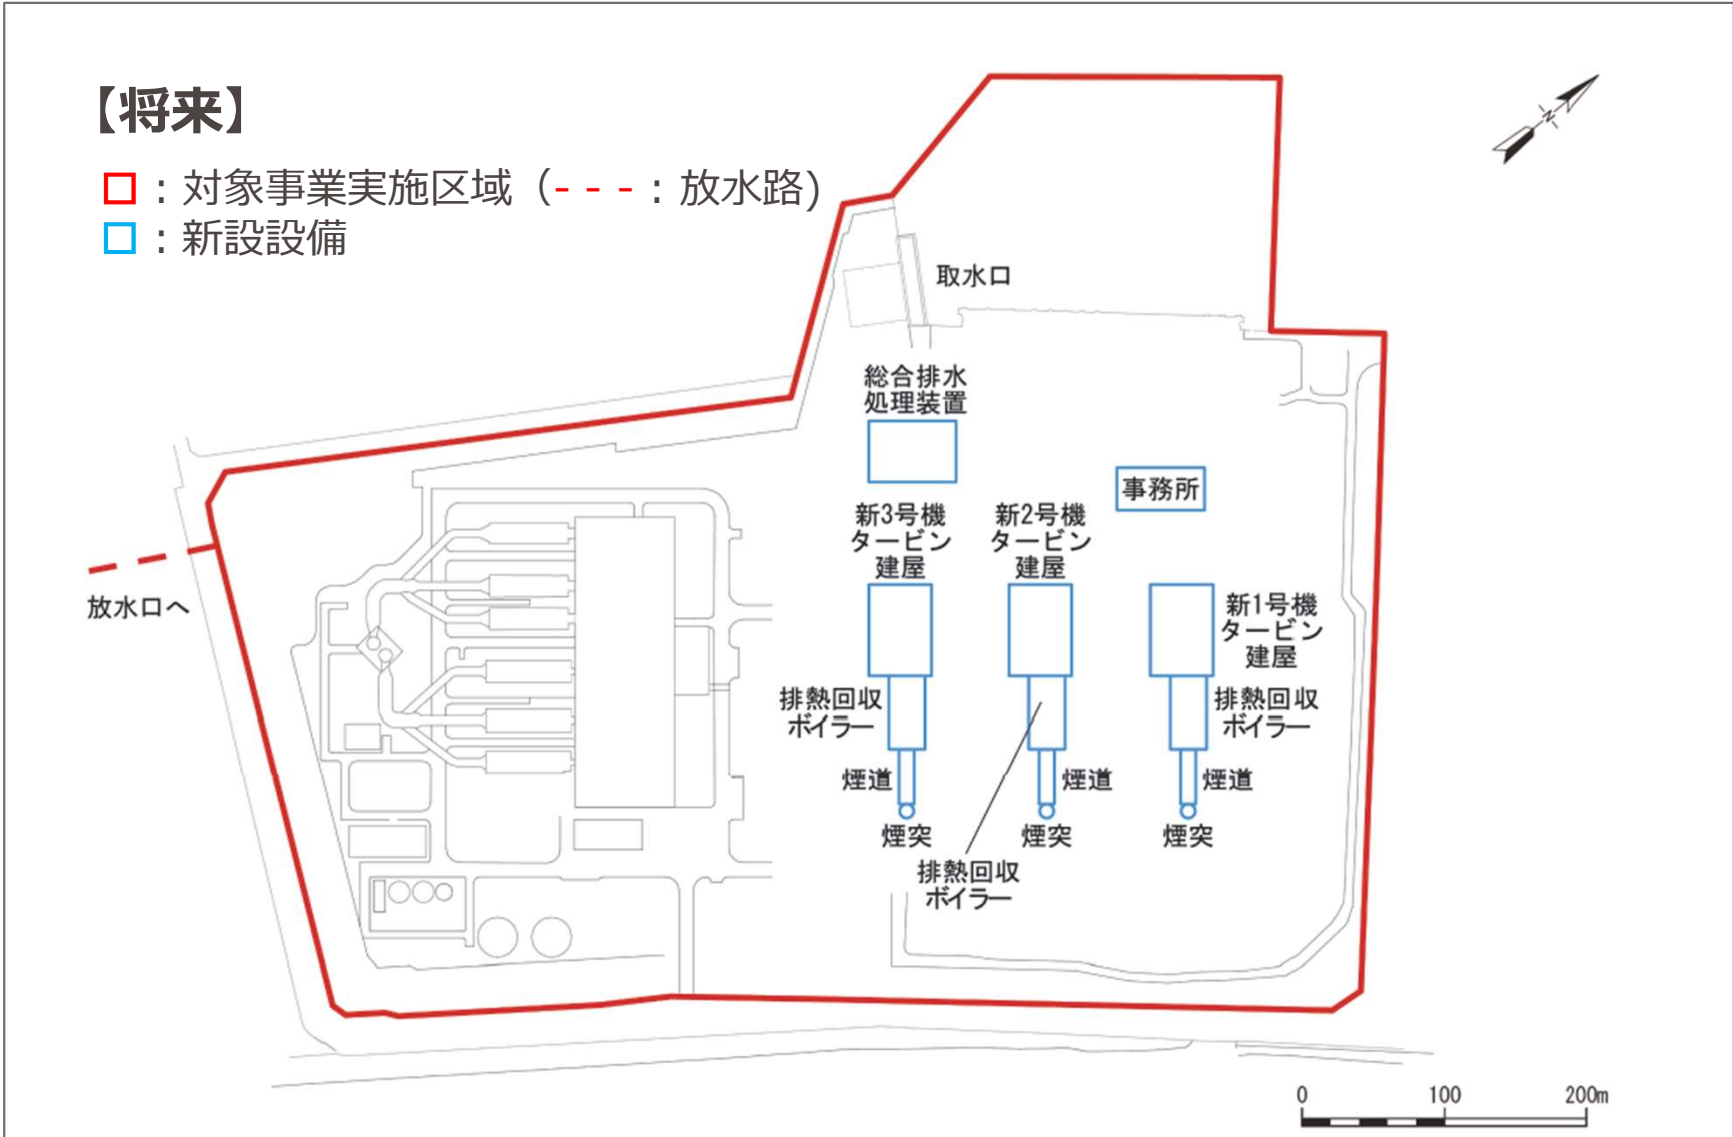 【将来】
□：対象事業実施区域（- - -：放水路)
□：新設設備
N
取水口
総合排水
処理装置
事務所
新3号機
タービン
建屋
新2号機
タービン
建屋
新1号機
タービン
建屋
放水口へ
排熱回収
ボイラー
排熱回収
ボイラー
煙道
煙道
煙道
煙突
煙突
煙突
排熱回収
ボイラー
0 100 200m